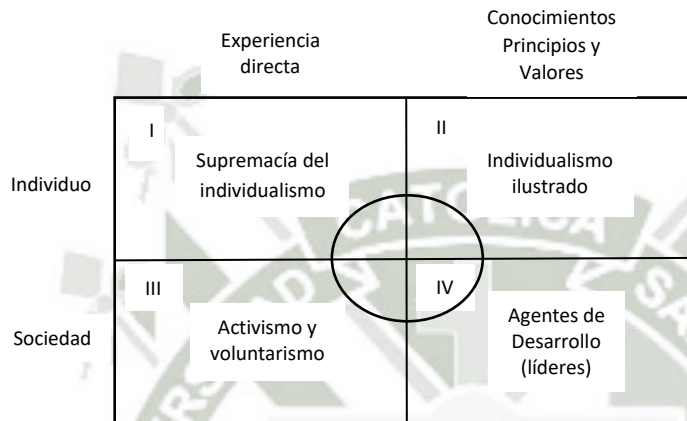 Experiencia
directa
Conocimientos
Principios y
Valores
Individuo
I
Supremacía del
individualismo
II
Individualismo
ilustrado
Sociedad
III
Activismo y
voluntarismo
IV
Agentes de
Desarrollo
(líderes)
CATÓLICA